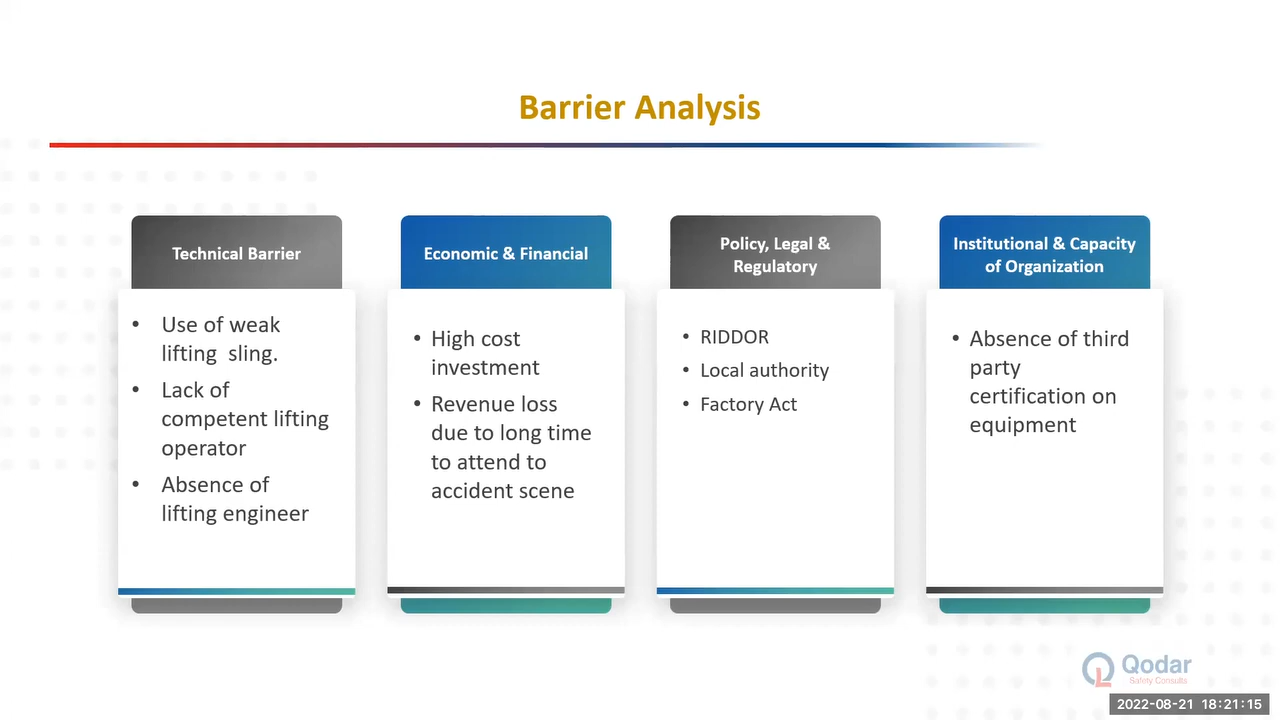 Barrier Analysis
Technical Barrier
• Use of weak
lifting sling.
• Lack of
competent lifting
operator
• Absence of
lifting engineer
Economic & Financial
• High cost
investment
• Revenue loss
due to long time
to attend to
accident scene
Policy, Legal &
Regulatory
• RIDDOR
• Local authority
• Factory Act
Institutional & Capacity
of Organization
• Absence of third
party
certification on
equipment
Qodar
Safety Consults
2022-08-21 18:21:15